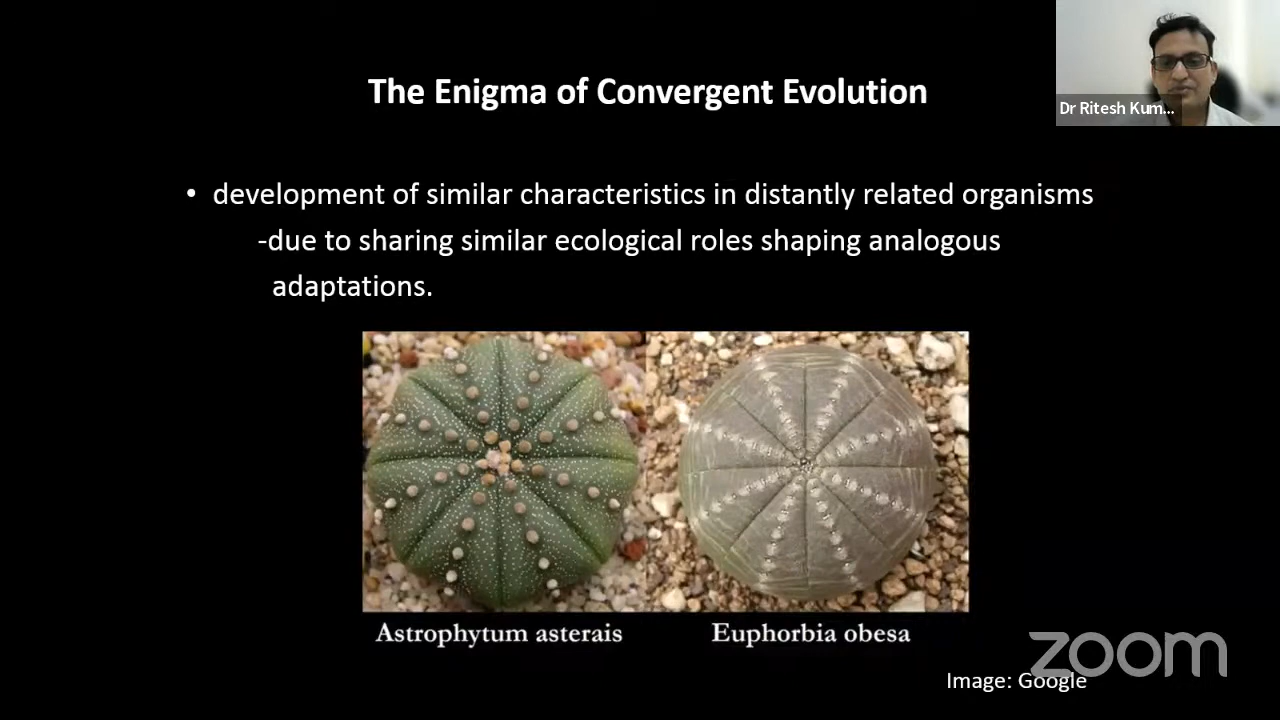 The Enigma of Convergent Evolution
Dr Ritesh Kum...
• development of similar characteristics in distantly related organisms
-due to sharing similar ecological roles shaping analogous
adaptations.
Astrophytum asterais
Euphorbia obesa
zoom
Image: Google